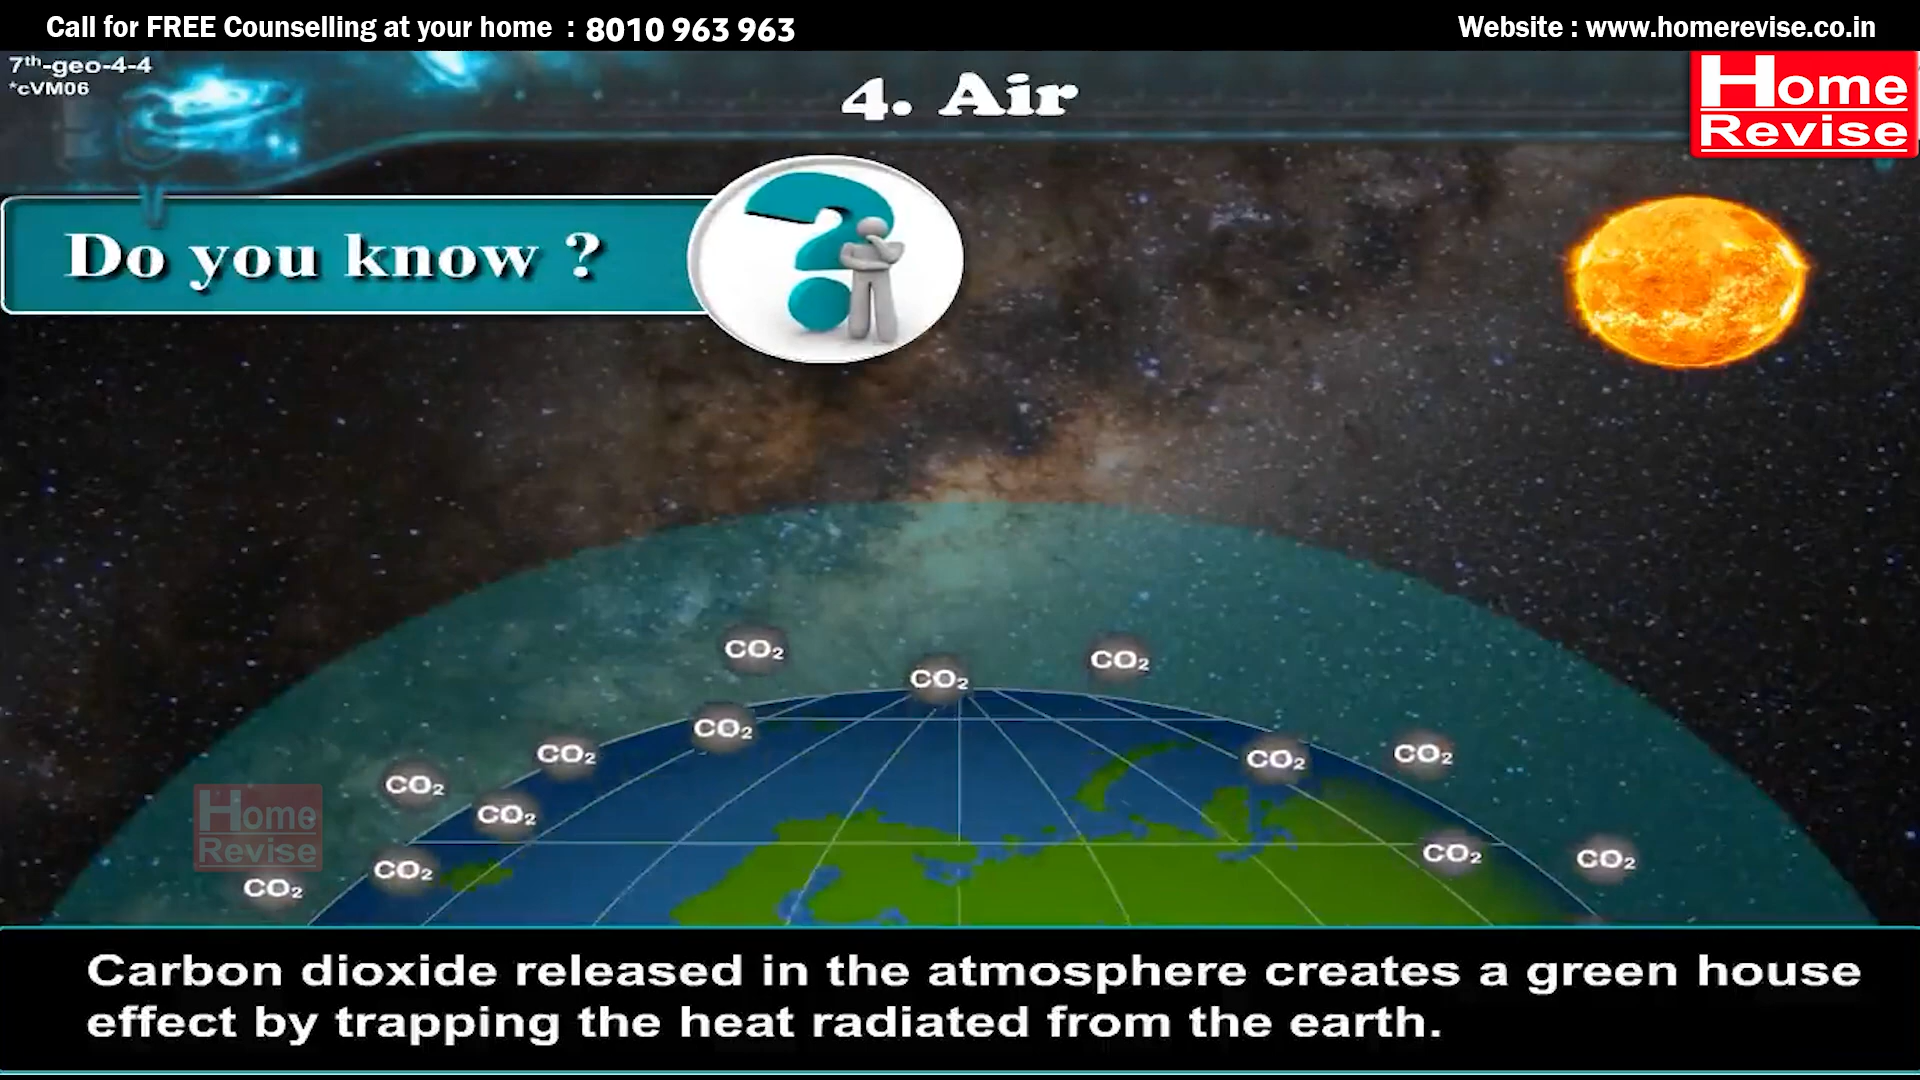 Call for FREE Counselling at your home : 8010 963 963
Website : www.homerevise.co.in
7th-geo-4-4
*cVM06
4. Air
Home
Revise
Do you know ?
CO₂
CO₂
CO₂
CO₂
CO₂
CO₂
CO₂
CO₂
CO₂
CO₂
CO₂
CO₂
CO₂
CO₂
Home
Revise
Carbon dioxide released in the atmosphere creates a green house
effect by trapping the heat radiated from the earth.